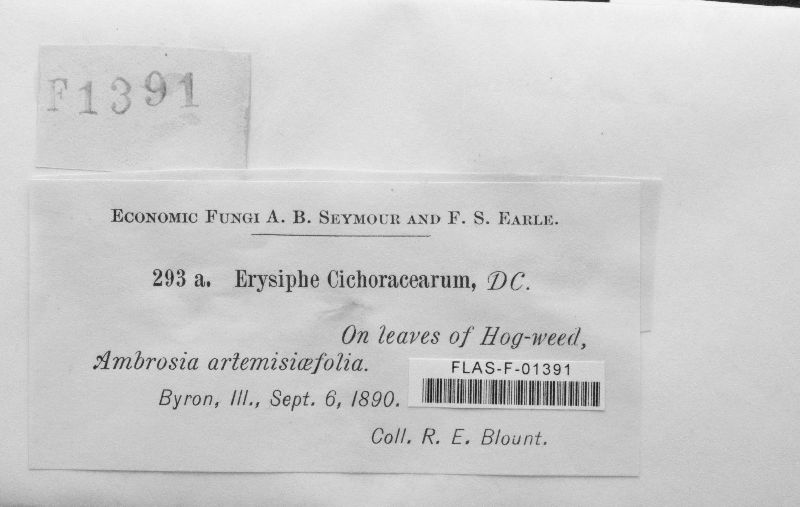 F1391
ECONOMIC FUNGI A. B. SEYMOUR AND F. S. EARLE.
293 a. Erysiphe Cichoracearum, DC.
On leaves of Hog-weed,
Ambrosia artemisiæfolia.
FLAS-F-01391
Byron, Ill., Sept. 6, 1890.
Coll. R. E. Blount.